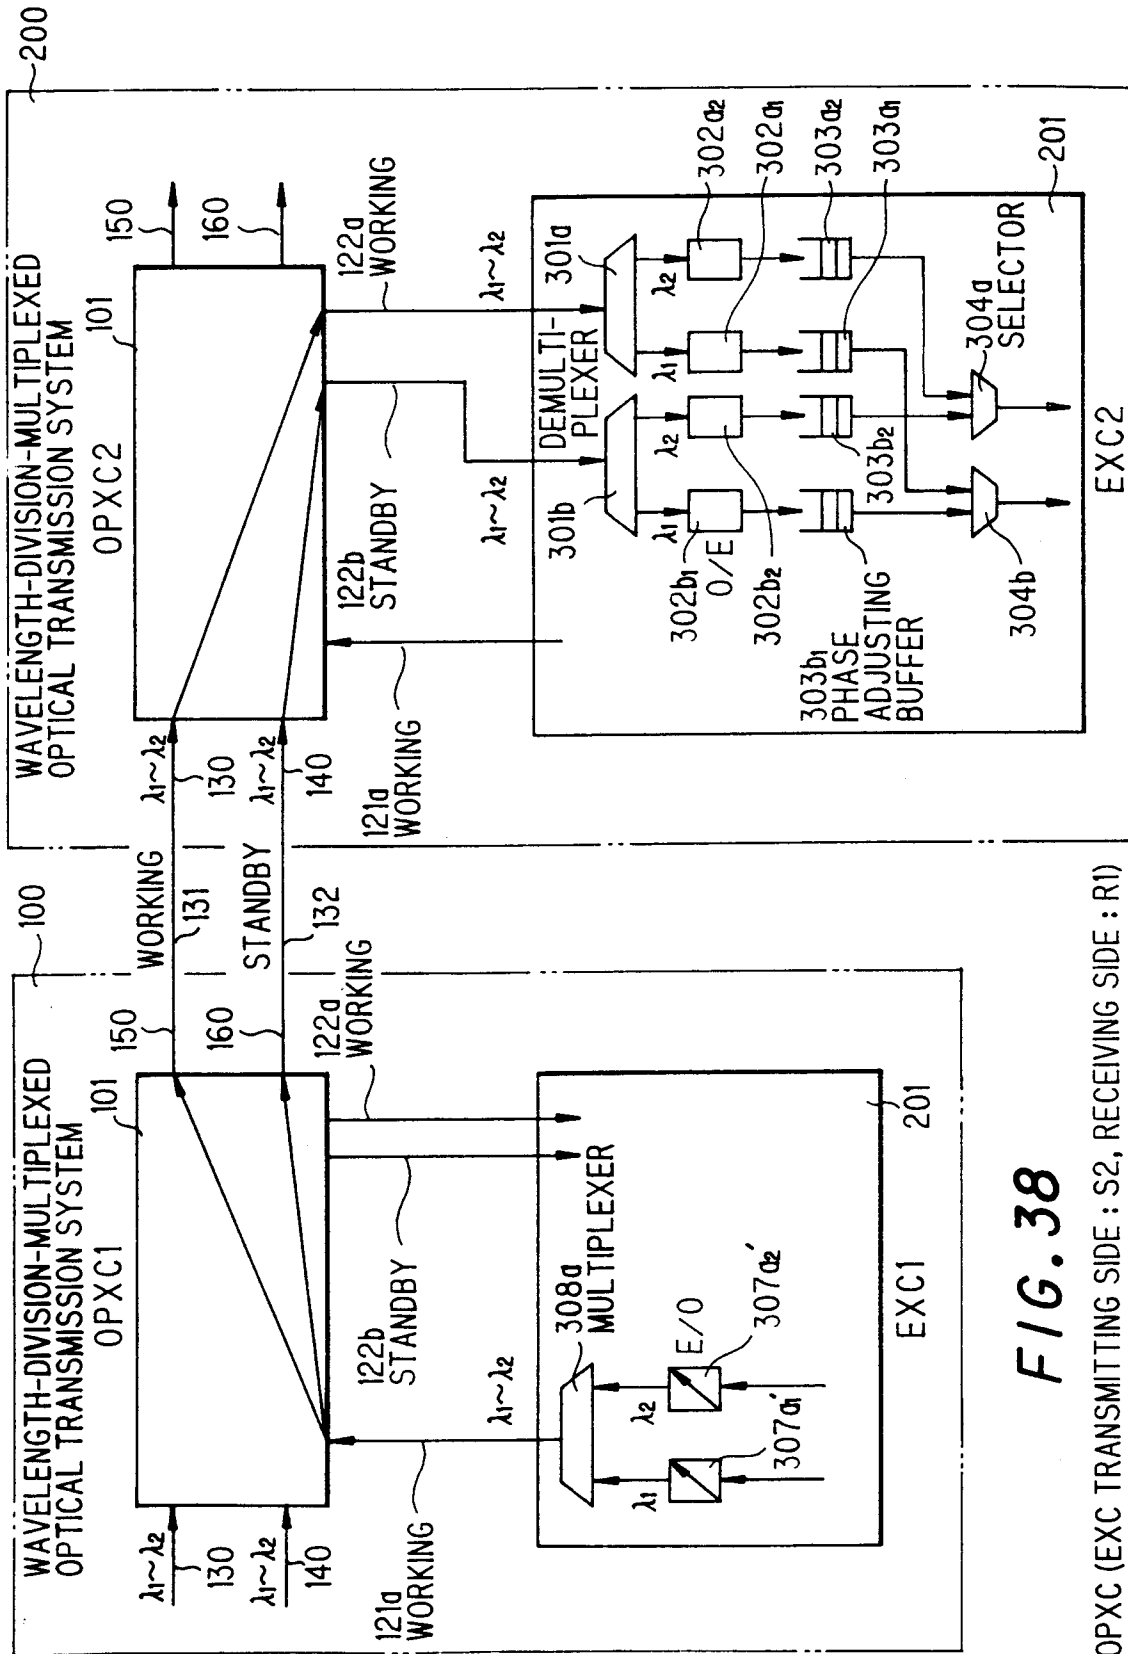 WAVELENGTH-DIVISION-MULTIPLEXED
OPTICAL TRANSMISSION SYSTEM
OPXC1
101
100
λ1~λ2
130
λ1~λ2
140
150
WORKING
131
160
STANDBY
132
122a
WORKING
122b
STANDBY
121a
WORKING
λ1~λ2
308a
MULTIPLEXER
λ1
λ2
E/O
307a1'
307a2'
201
EXC1
WAVELENGTH-DIVISION-MULTIPLEXED
OPTICAL TRANSMISSION SYSTEM
OPXC2
101
200
λ1~λ2
130
λ1~λ2
140
150
160
122a
WORKING
122b
STANDBY
121a
WORKING
λ1~λ2
λ1~λ2
DEMULTI-
PLEXER
301a
301b
λ1
λ2
λ1
λ2
302b1
O/E
302b2
302a2
302a1
303a2
303a1
303b1
PHASE
ADJUSTING
BUFFER
303b2
304a
SELECTOR
304b
201
EXC2
FIG. 38
OPXC (EXC TRANSMITTING SIDE : S2, RECEIVING SIDE : R1)